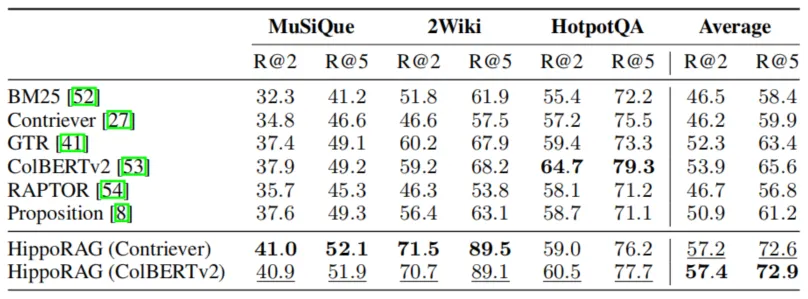 MuSiQue 2Wiki HotpotQA Average
R@2 R@5 R@2 R@5 R@2 R@5 R@2 R@5
BM25 [52] 32.3 41.2 51.8 61.9 55.4 72.2 46.5 58.4
Contriever [27] 34.8 46.6 46.6 57.5 57.2 75.5 46.2 59.9
GTR [41] 37.4 49.1 60.2 67.9 59.4 73.3 52.3 63.4
ColBERTv2 [53] 37.9 49.2 59.2 68.2 64.7 79.3 53.9 65.6
RAPTOR [54] 35.7 45.3 46.3 53.8 58.1 71.2 46.7 56.8
Proposition [8] 37.6 49.3 56.4 63.1 58.7 71.1 50.9 61.2
HippoRAG (Contriever) 41.0 52.1 71.5 89.5 59.0 76.2 57.2 72.6
HippoRAG (ColBERTv2) 40.9 51.9 70.7 89.1 60.5 77.7 57.4 72.9